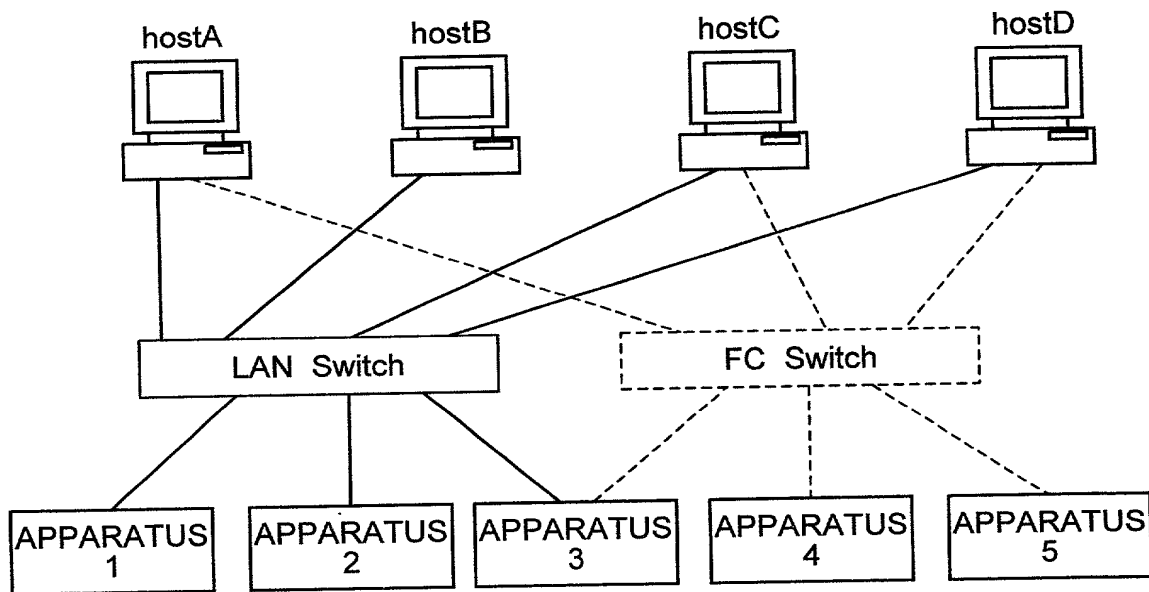 hostA
hostB
hostC
hostD
LAN Switch
FC Switch
APPARATUS
1
APPARATUS
2
APPARATUS
3
APPARATUS
4
APPARATUS
5